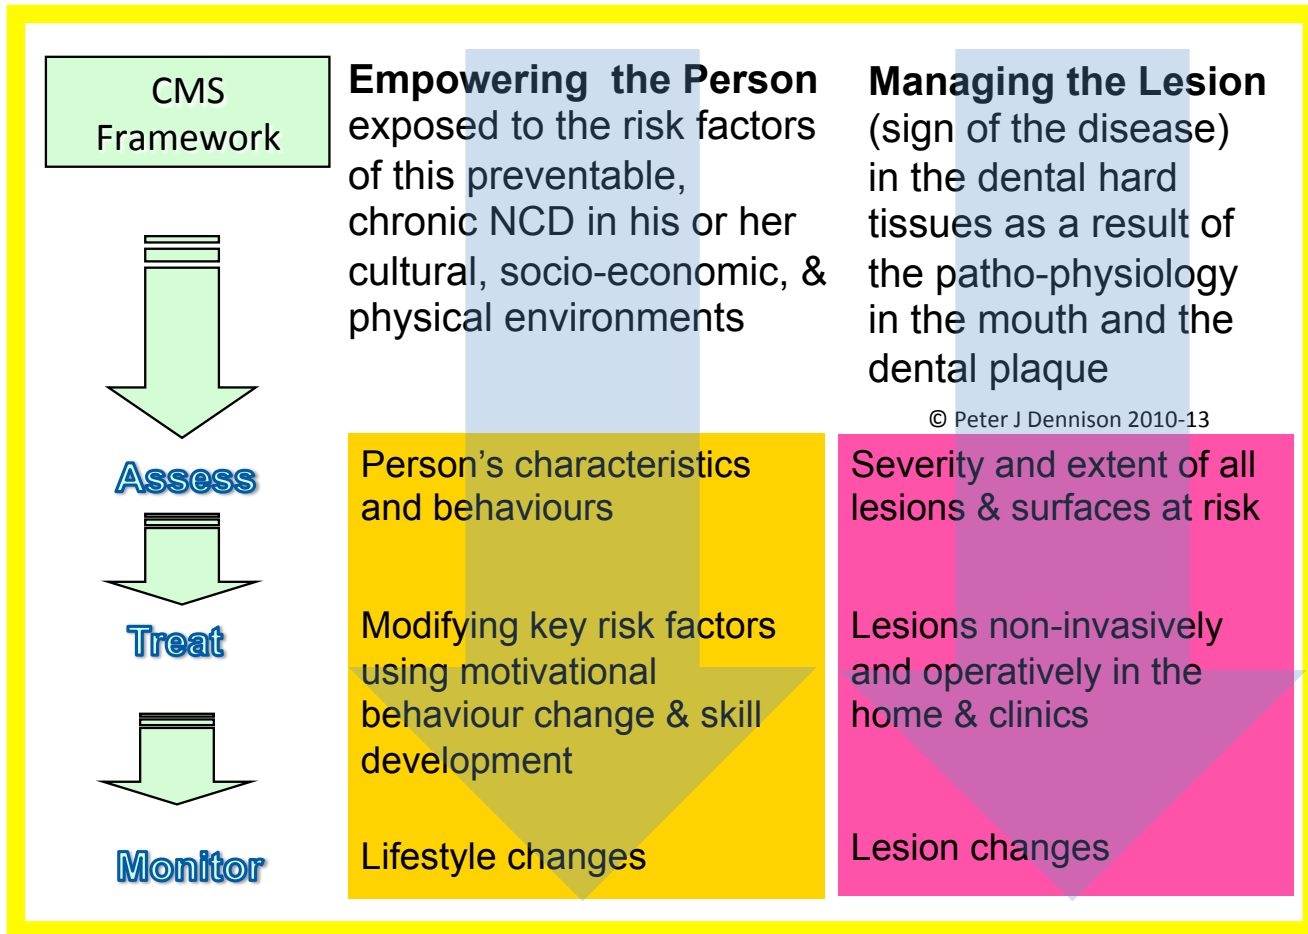 CMS
Framework
Empowering the Person
exposed to the risk factors
of this preventable,
chronic NCD in his or her
cultural, socio-economic, &
physical environments
Managing the Lesion
(sign of the disease)
in the dental hard
tissues as a result of
the patho-physiology
in the mouth and the
dental plaque
© Peter J Dennison 2010-13
Assess
Person's characteristics
and behaviours
Severity and extent of all
lesions & surfaces at risk
Treat
Modifying key risk factors
using motivational
behaviour change & skill
development
Lesions non-invasively
and operatively in the
home & clinics
Monitor
Lifestyle changes
Lesion changes